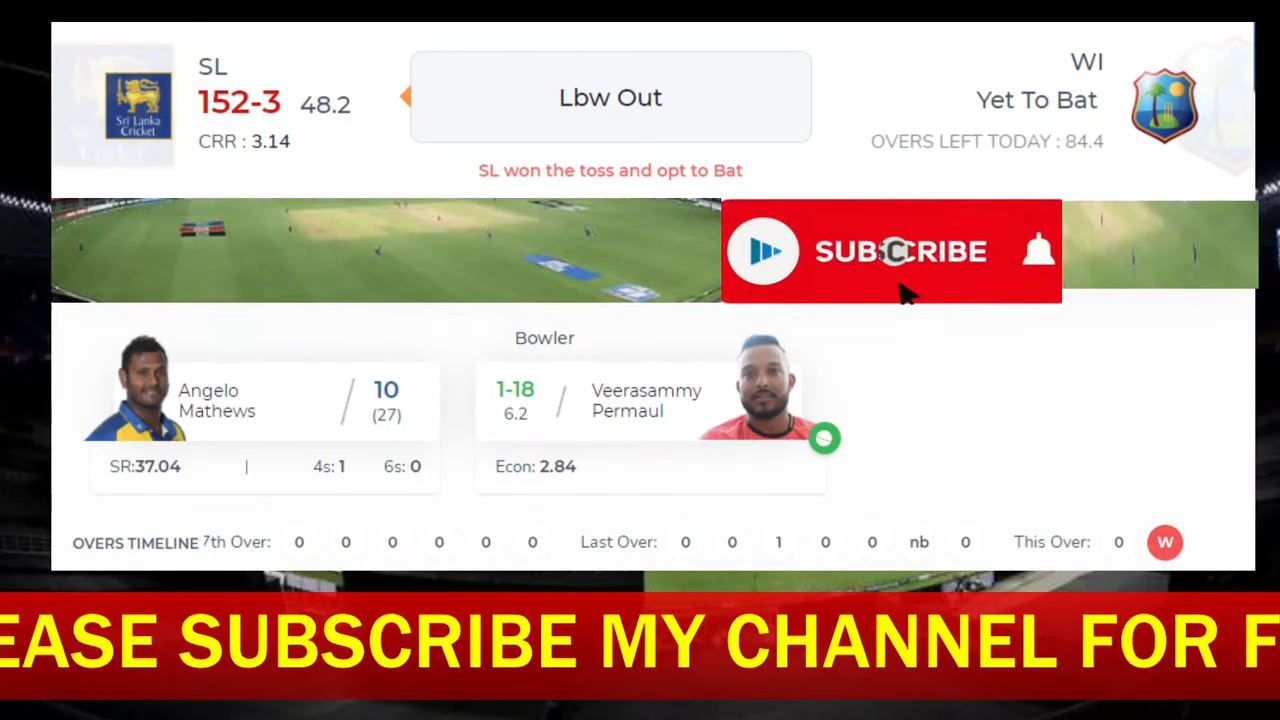 SL
152-3 48.2
CRR : 3.14
Sri Lanka
Cricket
Lbw Out
SL won the toss and opt to Bat
WI
Yet To Bat
OVERS LEFT TODAY : 84.4
SUBSCRIBE
Bowler
Angelo
Mathews
10
(27)
SR:37.04 | 4s: 1 6s: 0
1-18
6.2
Veerasammy
Permaul
Econ: 2.84
OVERS TIMELINE 7th Over: 0 0 0 0 0 0 Last Over: 0 0 1 0 0 nb 0 This Over: 0 W
EASE SUBSCRIBE MY CHANNEL FOR F